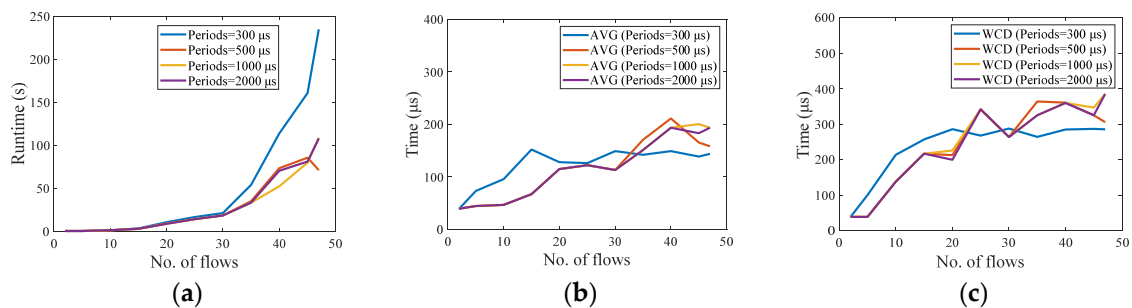 250
200
150
100
50
0
Runtime (s)
Periods=300 μs
Periods=500 μs
Periods=1000 μs
Periods=2000 μs
0 10 20 30 40 50
No. of flows
(a)
400
300
200
100
0
Time (μs)
AVG (Periods=300 μs)
AVG (Periods=500 μs)
AVG (Periods=1000 μs)
AVG (Periods=2000 μs)
0 10 20 30 40 50
No. of flows
(b)
600
500
400
300
200
100
0
Time (μs)
WCD (Periods=300 μs)
WCD (Periods=500 μs)
WCD (Periods=1000 μs)
WCD (Periods=2000 μs)
0 10 20 30 40 50
No. of flows
(c)